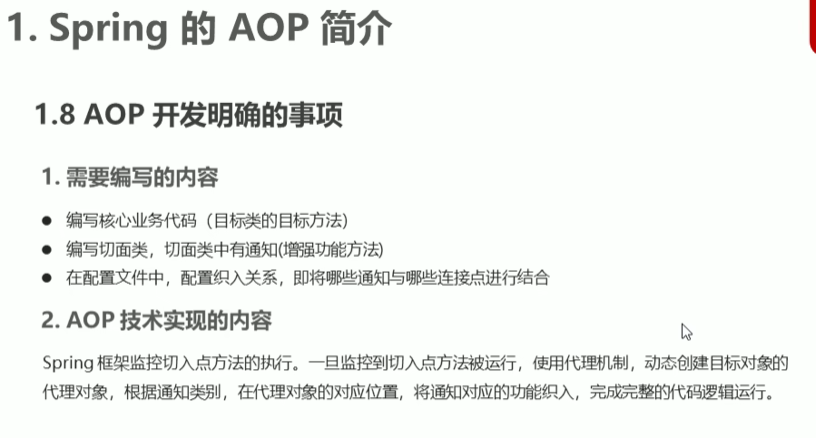 1. Spring 的 AOP 简介
1.8 AOP 开发明确的事项
1. 需要编写的内容
● 编写核心业务代码（目标类的目标方法）
● 编写切面类，切面类中有通知(增强功能方法)
● 在配置文件中，配置织入关系，即将哪些通知与哪些连接点进行结合
2. AOP 技术实现的内容
Spring 框架监控切入点方法的执行。一旦监控到切入点方法被运行，使用代理机制，动态创建目标对象的
代理对象，根据通知类别，在代理对象的对应位置，将通知对应的功能织入，完成完整的代码逻辑运行。